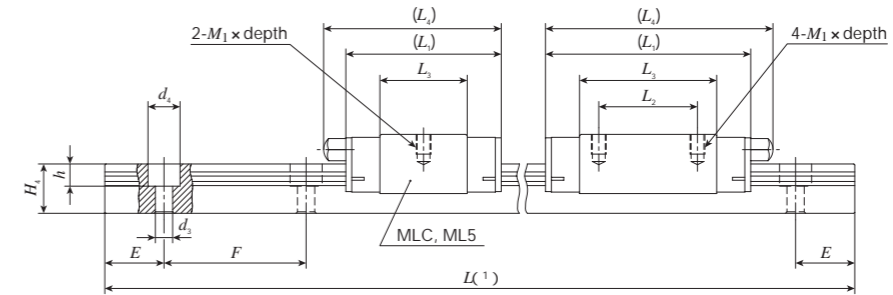 (L₄)
(L₄)
2-M₁ × depth
(L₁)
(L₁)
4-M₁ × depth
L₃
L₃
d₄
L₂
H₄
h
d₃
MLC, ML5
E
F
E
L(¹)